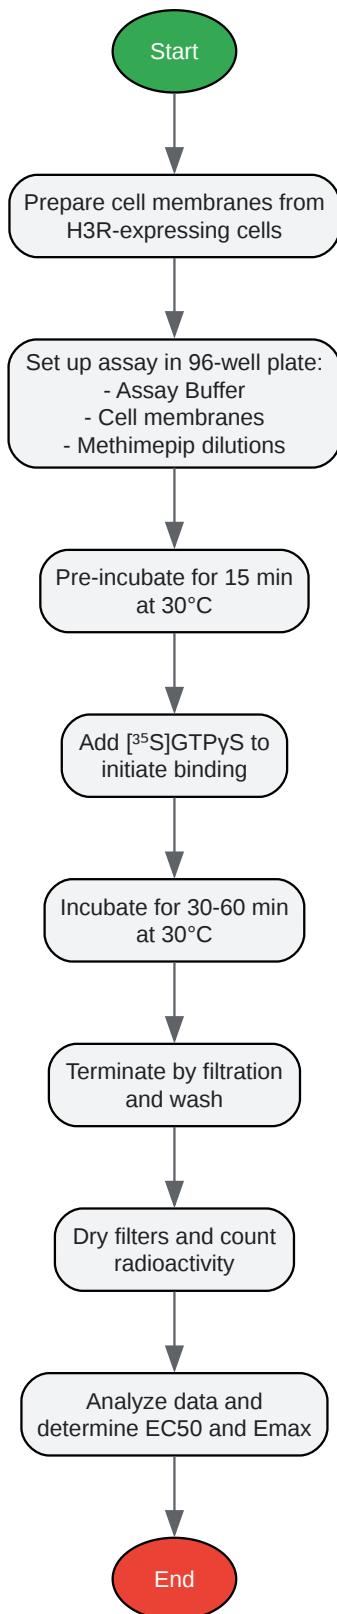 Start
Prepare cell membranes from
H3R-expressing cells
Set up assay in 96-well plate:
- Assay Buffer
- Cell membranes
- Methimepip dilutions
Pre-incubate for 15 min
at 30°C
Add [³⁵S]GTPγS to
initiate binding
Incubate for 30-60 min
at 30°C
Terminate by filtration
and wash
Dry filters and count
radioactivity
Analyze data and
determine EC50 and Emax
End